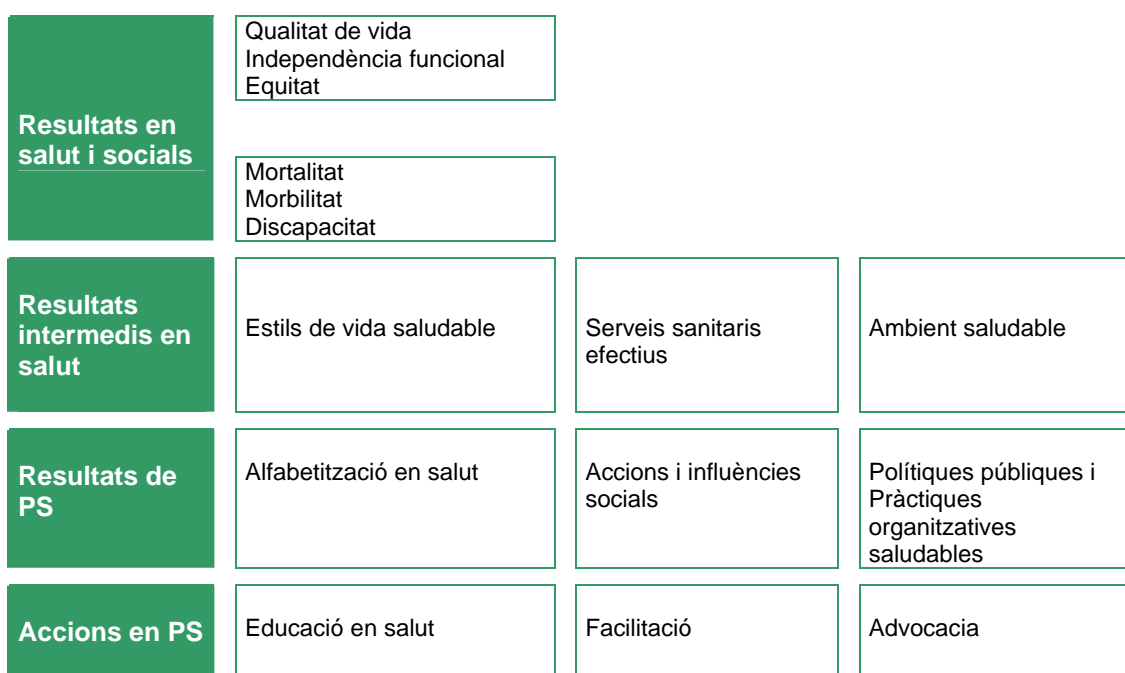 Resultats en
salut i socials
Qualitat de vida
Independència funcional
Equitat
Mortalitat
Morbilitat
Discapacitat
Resultats
intermedis en
salut
Estils de vida saludable
Serveis sanitaris
efectius
Ambient saludable
Resultats de
PS
Alfabetització en salut
Accions i influències
socials
Polítiques públiques i
Pràctiques
organitzatives
saludables
Accions en PS
Educació en salut
Facilitació
Advocacia